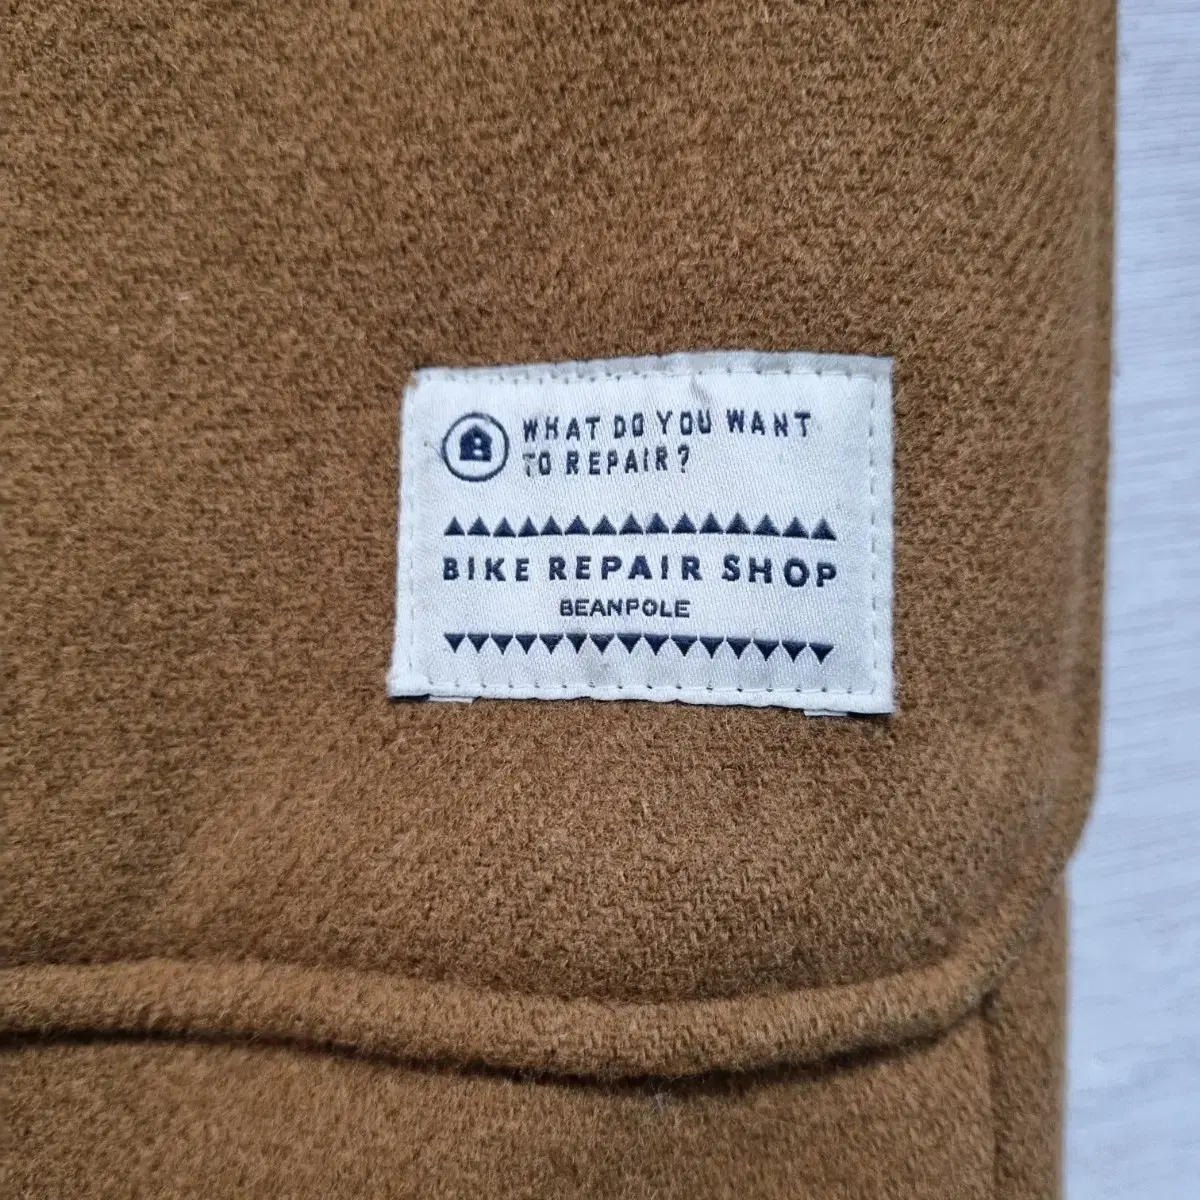 WHAT DO YOU WANT
TO REPAIR?
BIKE REPAIR SHOP
BEANPOLE